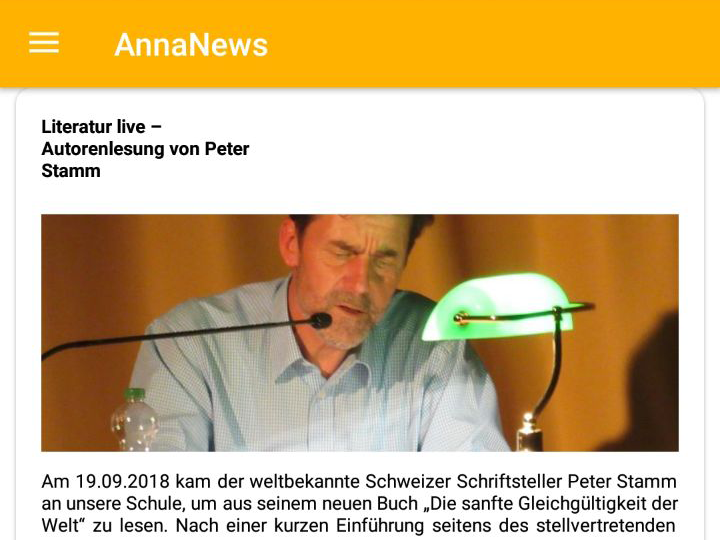 AnnaNews
Literatur live –
Autorenlesung von Peter
Stamm
Am 19.09.2018 kam der weltbekannte Schweizer Schriftsteller Peter Stamm
an unsere Schule, um aus seinem neuen Buch „Die sanfte Gleichgültigkeit der
Welt“ zu lesen. Nach einer kurzen Einführung seitens des stellvertretenden